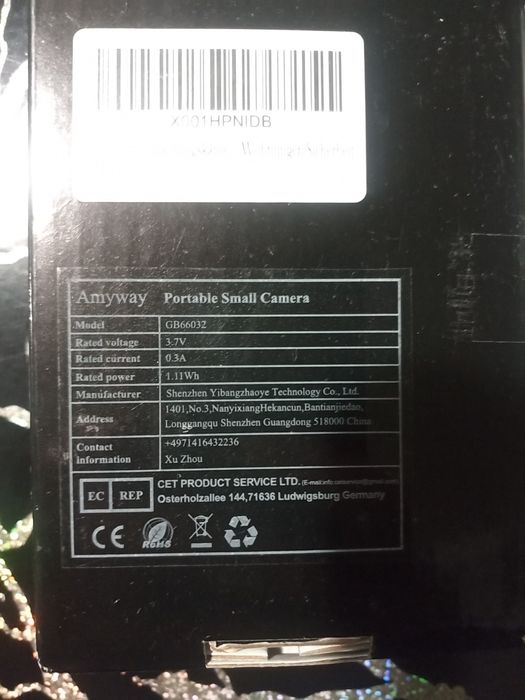 X001HPNIDB
Amyway Portable Small Camera
Model GB66032
Rated voltage 3.7V
Rated current 0.3A
Rated power 1.11Wh
Manufacturer Shenzhen Yibangzhaoye Technology Co., Ltd.
Address 1401,No.3,NanyixiangHekancun,Bantianjiedao,
Longgangqu Shenzhen Guangdong 518000 China
Contact information +4971416432236
Xu Zhou
EC REP CET PRODUCT SERVICE LTD.
Osterholzallee 144,71636 Ludwigsburg Germany
CE RoHS